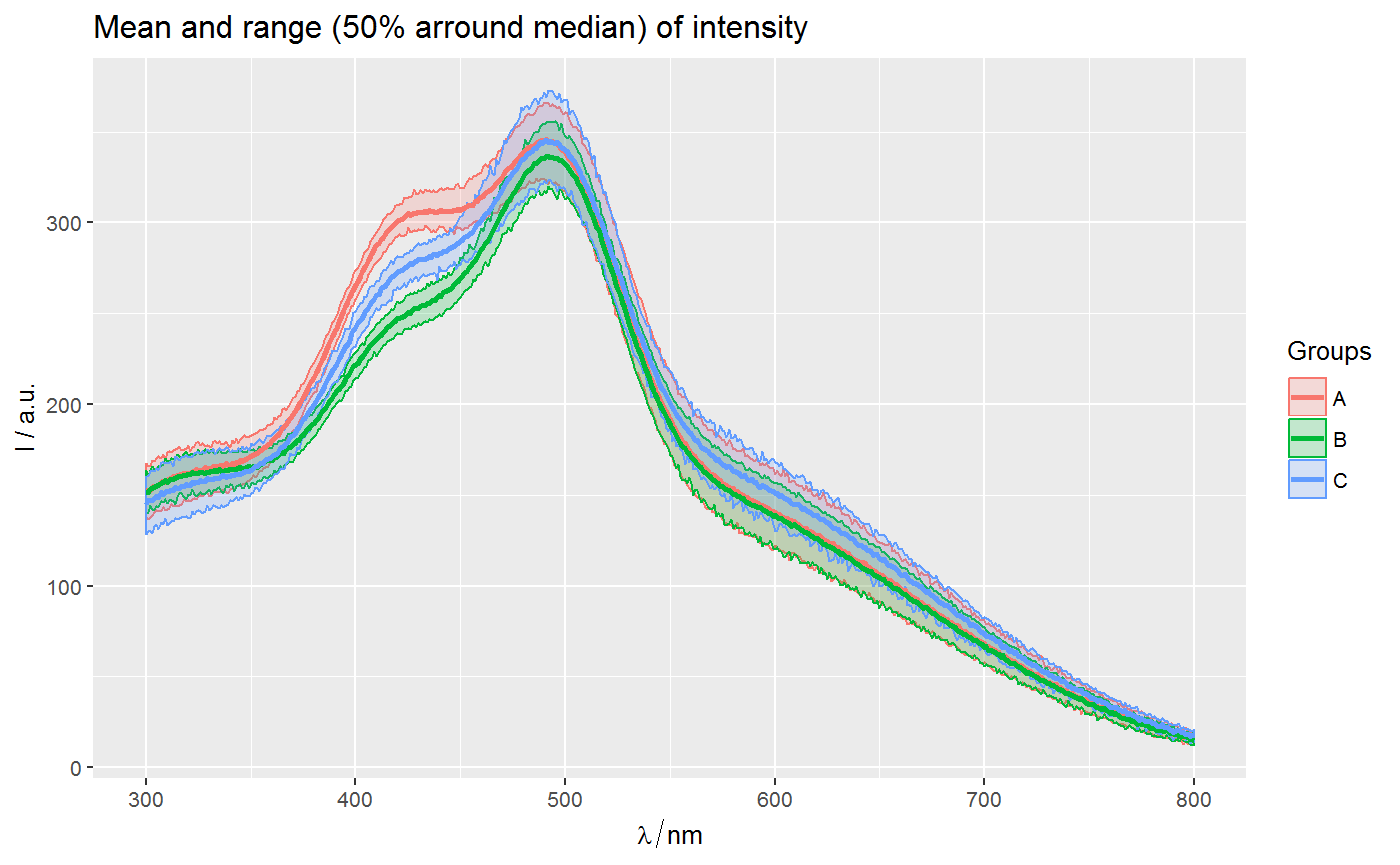 Mean and range (50% arround median) of intensity
I / a.u.
300
200
100
0
300 400 500 600 700 800
λ/nm
Groups
A
B
C